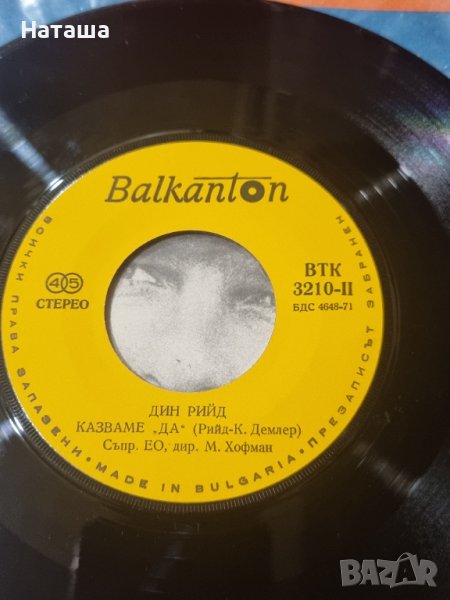 Наташа
Balkanton
45
СТЕРЕО
ВТК
3210-II
БДС 4648-71
ДИН РИЙД
КАЗВАМЕ „ДА“ (Рийд-К. Демлер)
Съпр. ЕО, дир. М. Хофман
ВСИЧКИ ПРАВА ЗАПАЗЕНИ • MADE IN BULGARIA • ПРЕЗАПИСЪТ ЗАБРАНЕН
BAZAR